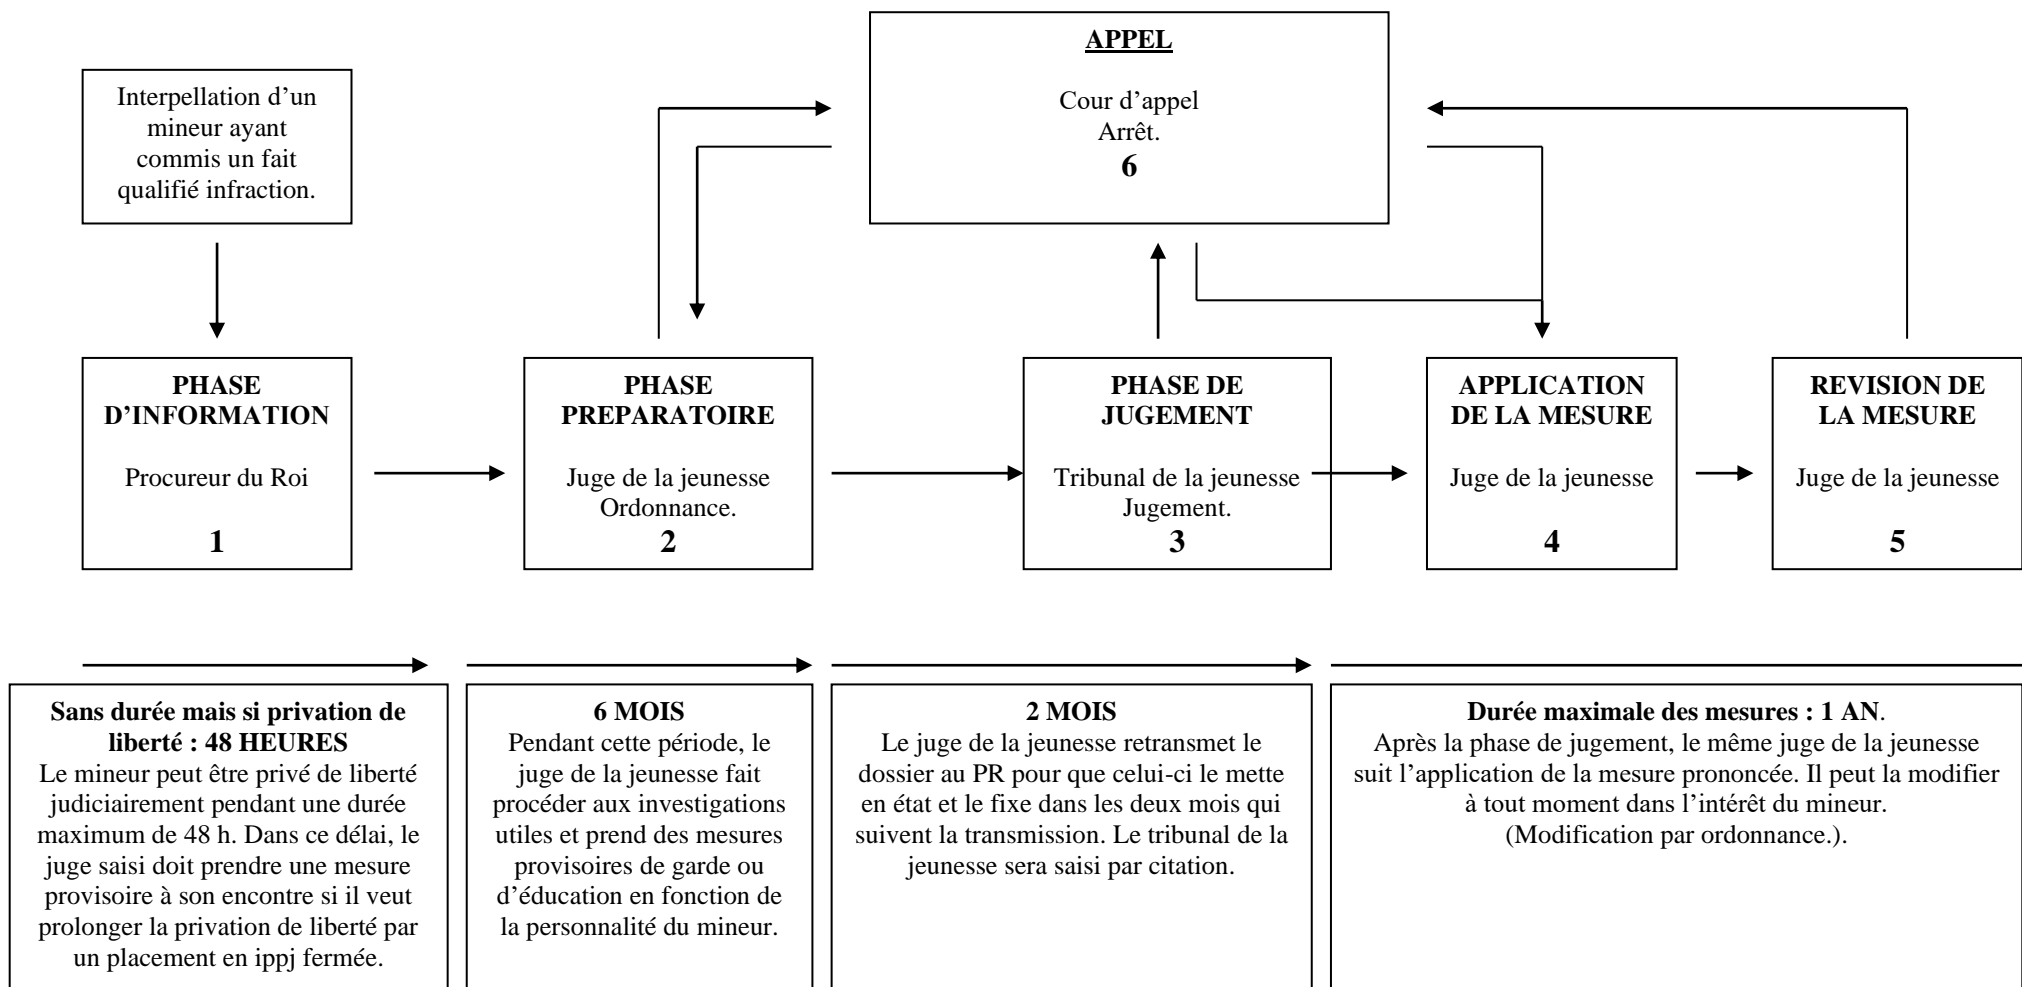 APPEL
Cour d’appel
Arrêt.
6
Interpellation d’un
mineur ayant
commis un fait
qualifié infraction.
PHASE
D’INFORMATION
Procureur du Roi
1
PHASE
PREPARATOIRE
Juge de la jeunesse
Ordonnance.
2
PHASE DE
JUGEMENT
Tribunal de la jeunesse
Jugement.
3
APPLICATION
DE LA MESURE
Juge de la jeunesse
4
REVISION DE
LA MESURE
Juge de la jeunesse
5
Sans durée mais si privation de
liberté : 48 HEURES
Le mineur peut être privé de liberté
judiciairement pendant une durée
maximum de 48 h. Dans ce délai, le
juge saisi doit prendre une mesure
provisoire à son encontre si il veut
prolonger la privation de liberté par
un placement en ippj fermée.
6 MOIS
Pendant cette période, le
juge de la jeunesse fait
procéder aux investigations
utiles et prend des mesures
provisoires de garde ou
d’éducation en fonction de
la personnalité du mineur.
2 MOIS
Le juge de la jeunesse retransmet le
dossier au PR pour que celui-ci le mette
en état et le fixe dans les deux mois qui
suivent la transmission. Le tribunal de la
jeunesse sera saisi par citation.
Durée maximale des mesures : 1 AN.
Après la phase de jugement, le même juge de la jeunesse
suit l’application de la mesure prononcée. Il peut la modifier
à tout moment dans l’intérêt du mineur.
(Modification par ordonnance.).